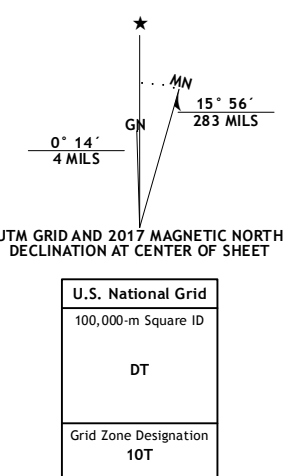 ★
MN
GN
15° 56´
283 MILS
0° 14´
4 MILS
UTM GRID AND 2017 MAGNETIC NORTH
DECLINATION AT CENTER OF SHEET
U.S. National Grid
100,000-m Square ID
DT
Grid Zone Designation
10T